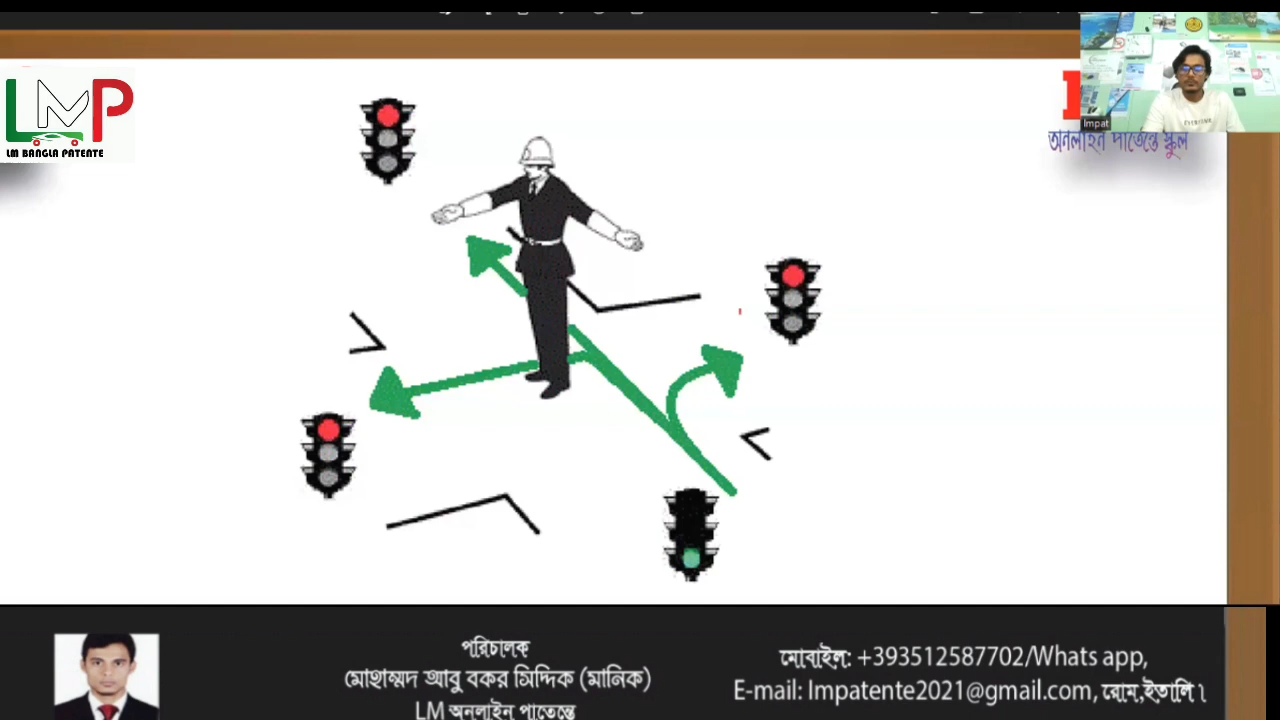 LMP
LM BANGLA PATENTE
Impat
অনলাইন পাতেন্তে স্কুল
পরিচালক
মোহাম্মদ আবু বকর সিদ্দিক (মানিক)
LM অনলাইন পাতেন্তে
মোবাইল: +393512587702/Whats app,
E-mail: lmpatente2021@gmail.com, রোম,ইতালি।